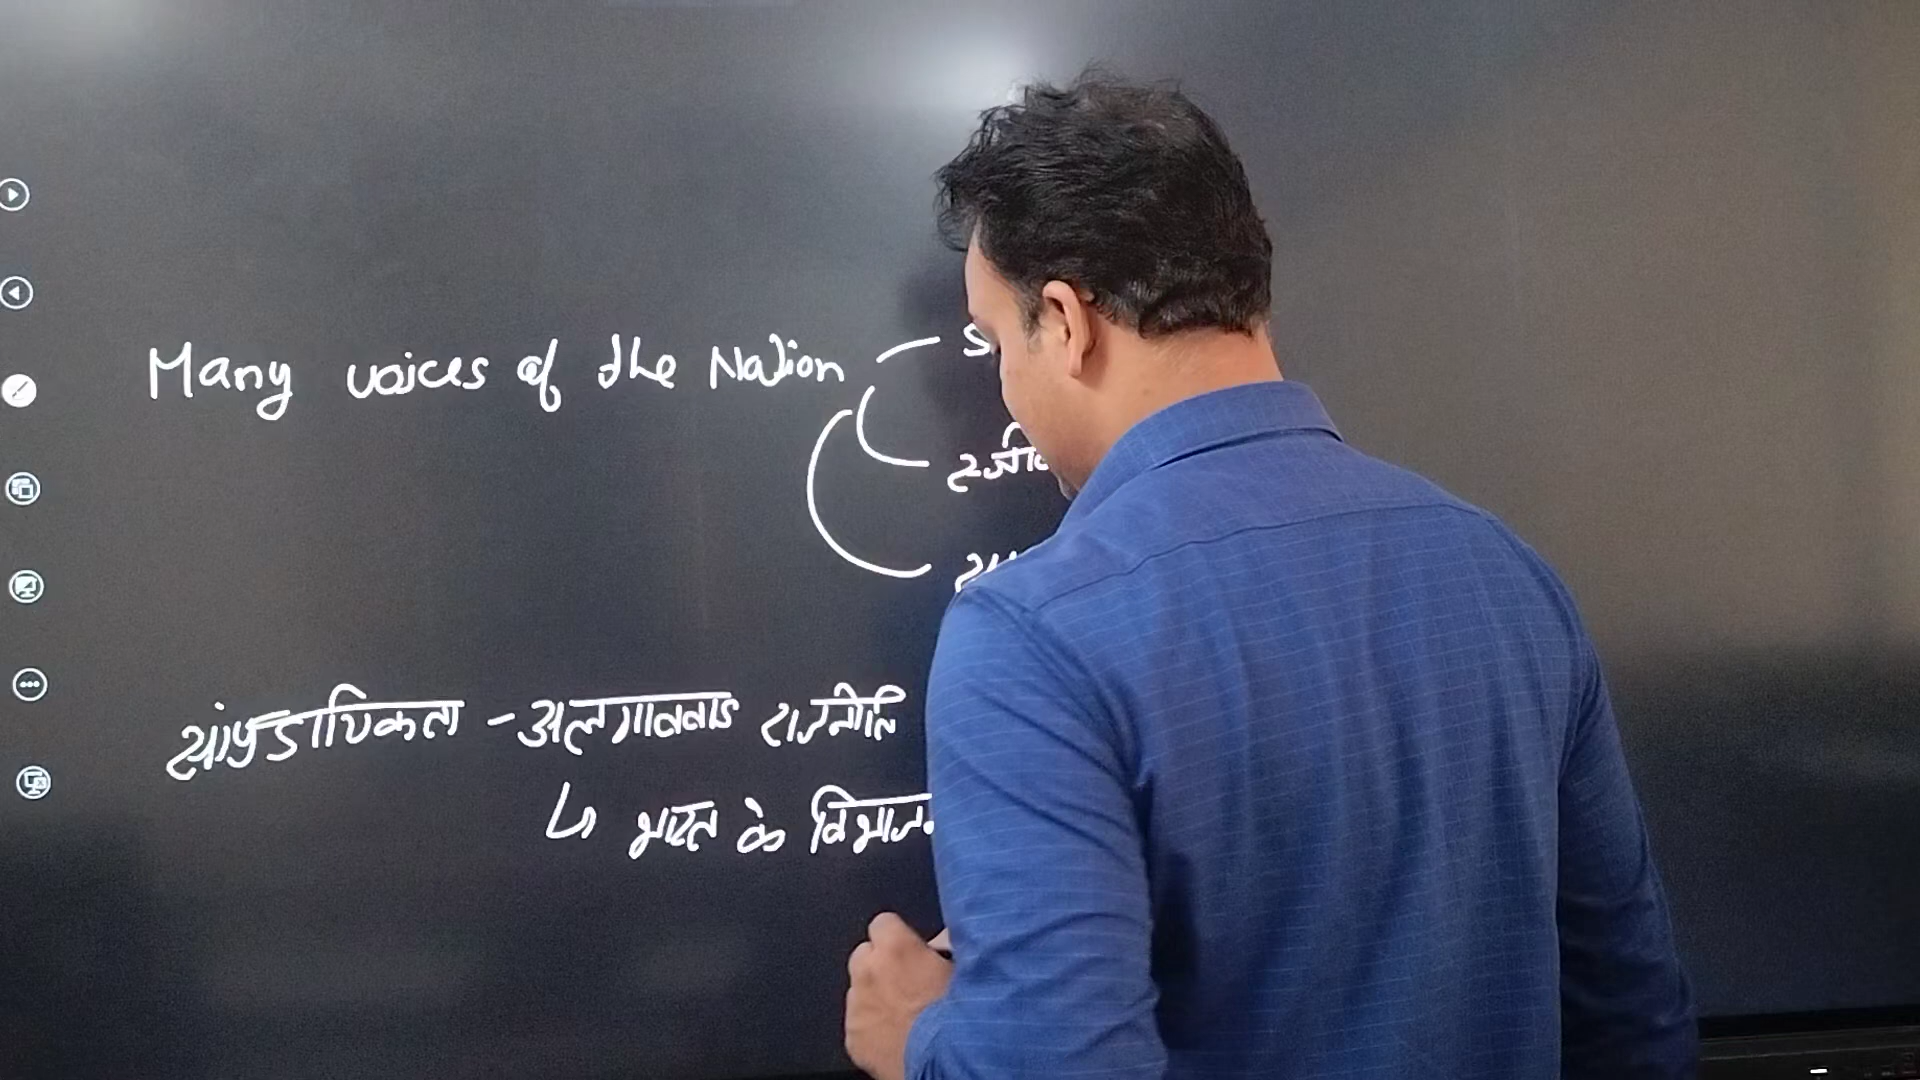 Many voices of the Nation
सांप्रदायिकता - अलगाववाद राजनीति
↳ भारत के विभाजन